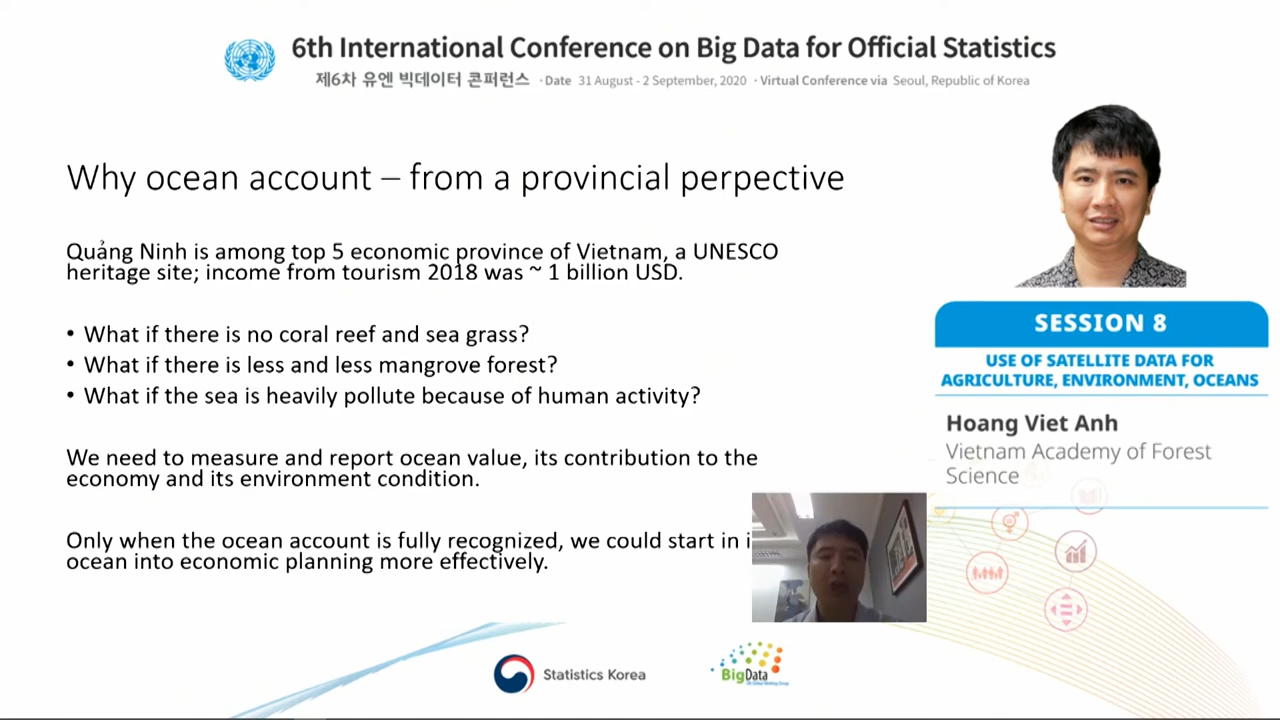 6th International Conference on Big Data for Official Statistics
제6차 유엔 빅데이터 콘퍼런스 · Date 31 August - 2 September, 2020 · Virtual Conference via Seoul, Republic of Korea
Why ocean account – from a provincial perpective
Quảng Ninh is among top 5 economic province of Vietnam, a UNESCO
heritage site; income from tourism 2018 was ~ 1 billion USD.
• What if there is no coral reef and sea grass?
• What if there is less and less mangrove forest?
• What if the sea is heavily pollute because of human activity?
We need to measure and report ocean value, its contribution to the
economy and its environment condition.
Only when the ocean account is fully recognized, we could start in
ocean into economic planning more effectively.
SESSION 8
USE OF SATELLITE DATA FOR
AGRICULTURE, ENVIRONMENT, OCEANS
Hoang Viet Anh
Vietnam Academy of Forest
Science
Statistics Korea
BigData